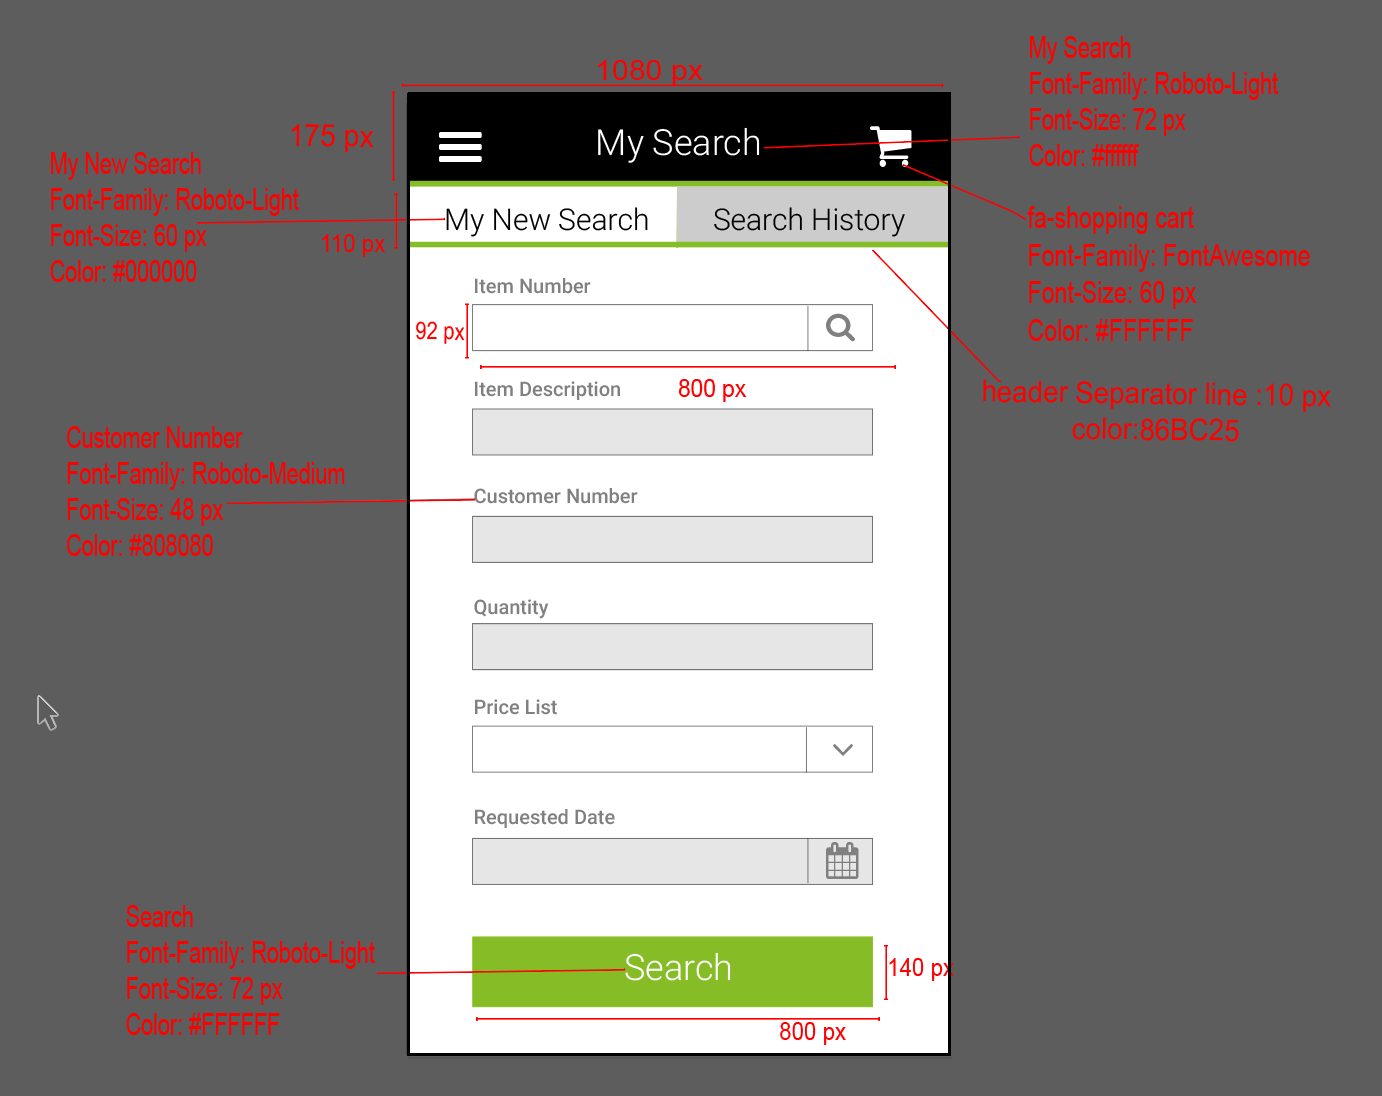 1080 px
175 px
My Search
My Search
Font-Family: Roboto-Light
Font-Size: 72 px
Color: #ffffff
My New Search
Font-Family: Roboto-Light
Font-Size: 60 px
Color: #000000
110 px
My New Search
Search History
fa-shopping cart
Font-Family: FontAwesome
Font-Size: 60 px
Color: #FFFFFF
header Separator line :10 px
color:86BC25
Item Number
92 px
800 px
Item Description
Customer Number
Font-Family: Roboto-Medium
Font-Size: 48 px
Color: #808080
Customer Number
Quantity
Price List
Requested Date
Search
Font-Family: Roboto-Light
Font-Size: 72 px
Color: #FFFFFF
Search
140 px
800 px